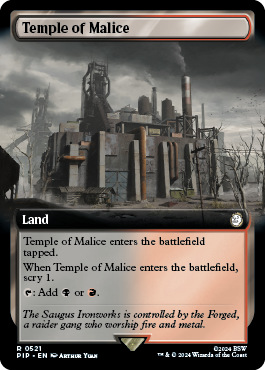 Temple of Malice
Land
Temple of Malice enters the battlefield
tapped.
When Temple of Malice enters the battlefield,
scry 1.
: Add or .
The Saugus Ironworks is controlled by the Forged,
a raider gang who worship fire and metal.
R 0521 ©2024 BSW
PIP • EN Arthur Yuan ™ & © 2024 Wizards of the Coast